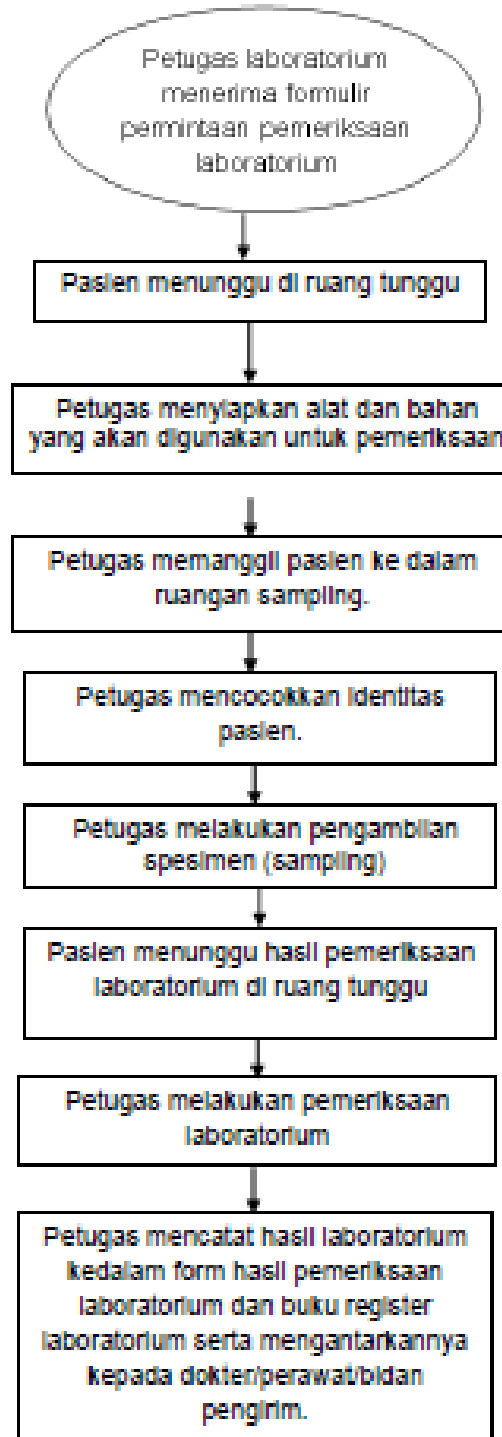 Petugas laboratorium
menerima formulir
permintaan pemeriksaan
laboratorium
Pasien menunggu di ruang tunggu
Petugas menyiapkan alat dan bahan
yang akan digunakan untuk pemeriksaan
Petugas memanggil pasien ke dalam
ruangan sampling.
Petugas mencocokkan identitas
pasien.
Petugas melakukan pengambilan
spesimen (sampling)
Pasien menunggu hasil pemeriksaan
laboratorium di ruang tunggu
Petugas melakukan pemeriksaan
laboratorium
Petugas mencatat hasil laboratorium
kedalam form hasil pemeriksaan
laboratorium dan buku register
laboratorium serta mengantarkannya
kepada dokter/perawat/bidan
pengirim.